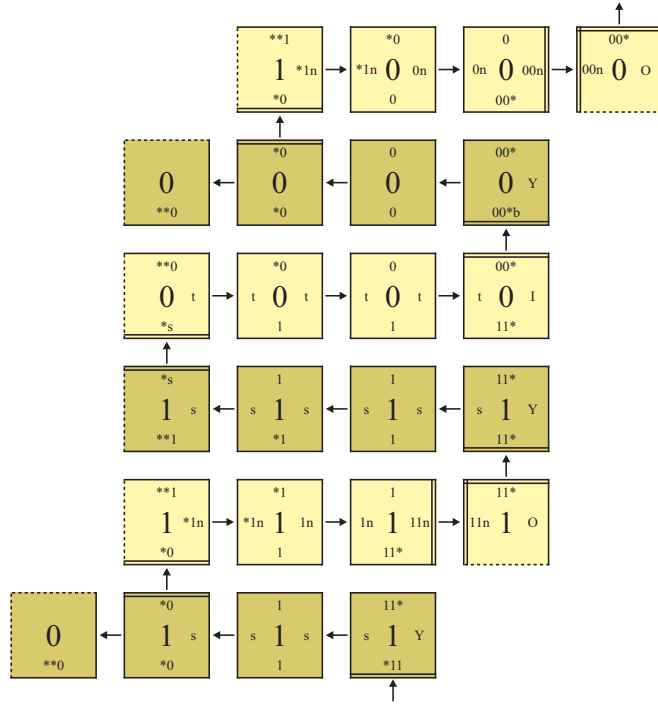 **1 *0 0 00*
1 *1n *1n 0 0n 0n 0 00n 00n 0 O
*0 0 00*
*0 0 00*
0 0 0 0 Y
**0 *0 0 00*b
**0 *0 0 00*
0 t t 0 t t 0 t t 0 I
*s 1 1 11*
*s 1 1 11*
1 s s 1 s s 1 s s 1 Y
**1 *1 1 11*
**1 *1 1 11*
1 *1n *1n 1 1n 1n 1 11n 11n 1 O
*0 1 11*
*0 1 11*
0 1 s s 1 s s 1 Y
**0 *0 1 *11